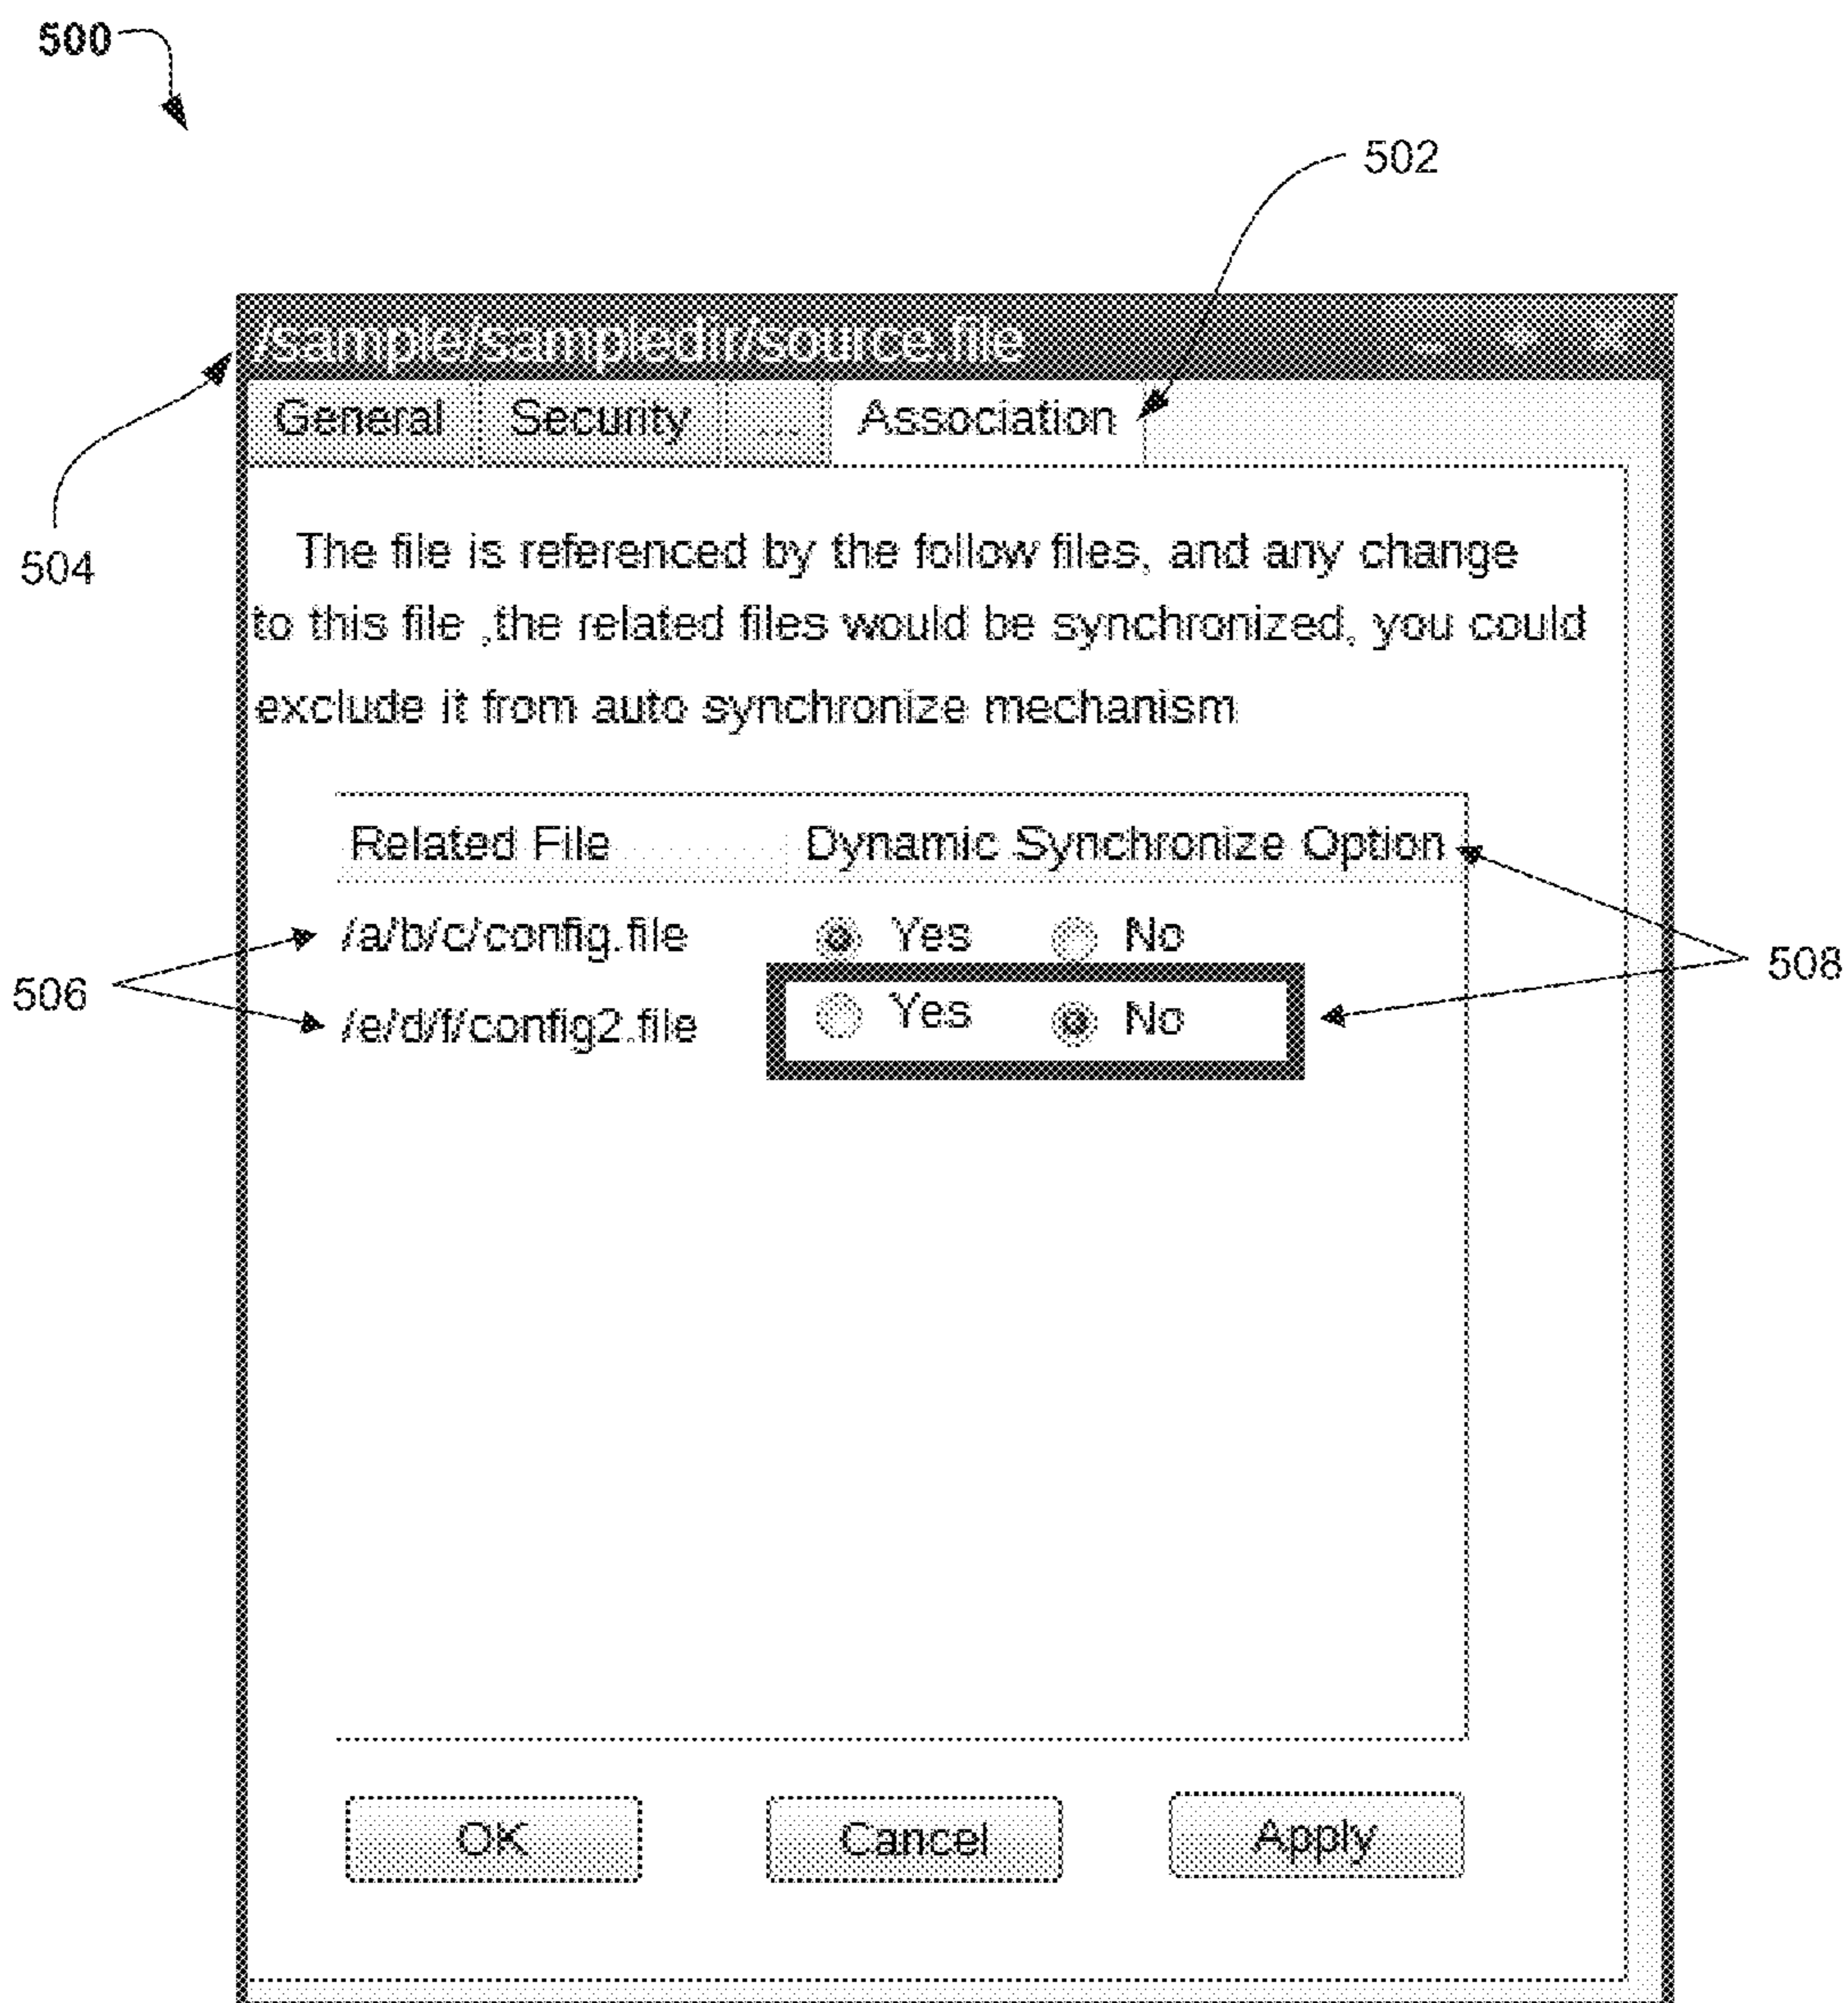 500
502
/sample/sampledir/source.file
General Security ... Association
504
The file is referenced by the follow files, and any change
to this file ,the related files would be synchronized, you could
exclude it from auto synchronize mechanism
Related File Dynamic Synchronize Option
/a/b/c/config.file Yes No
508
506
/e/d/f/config2.file Yes No
OK Cancel Apply